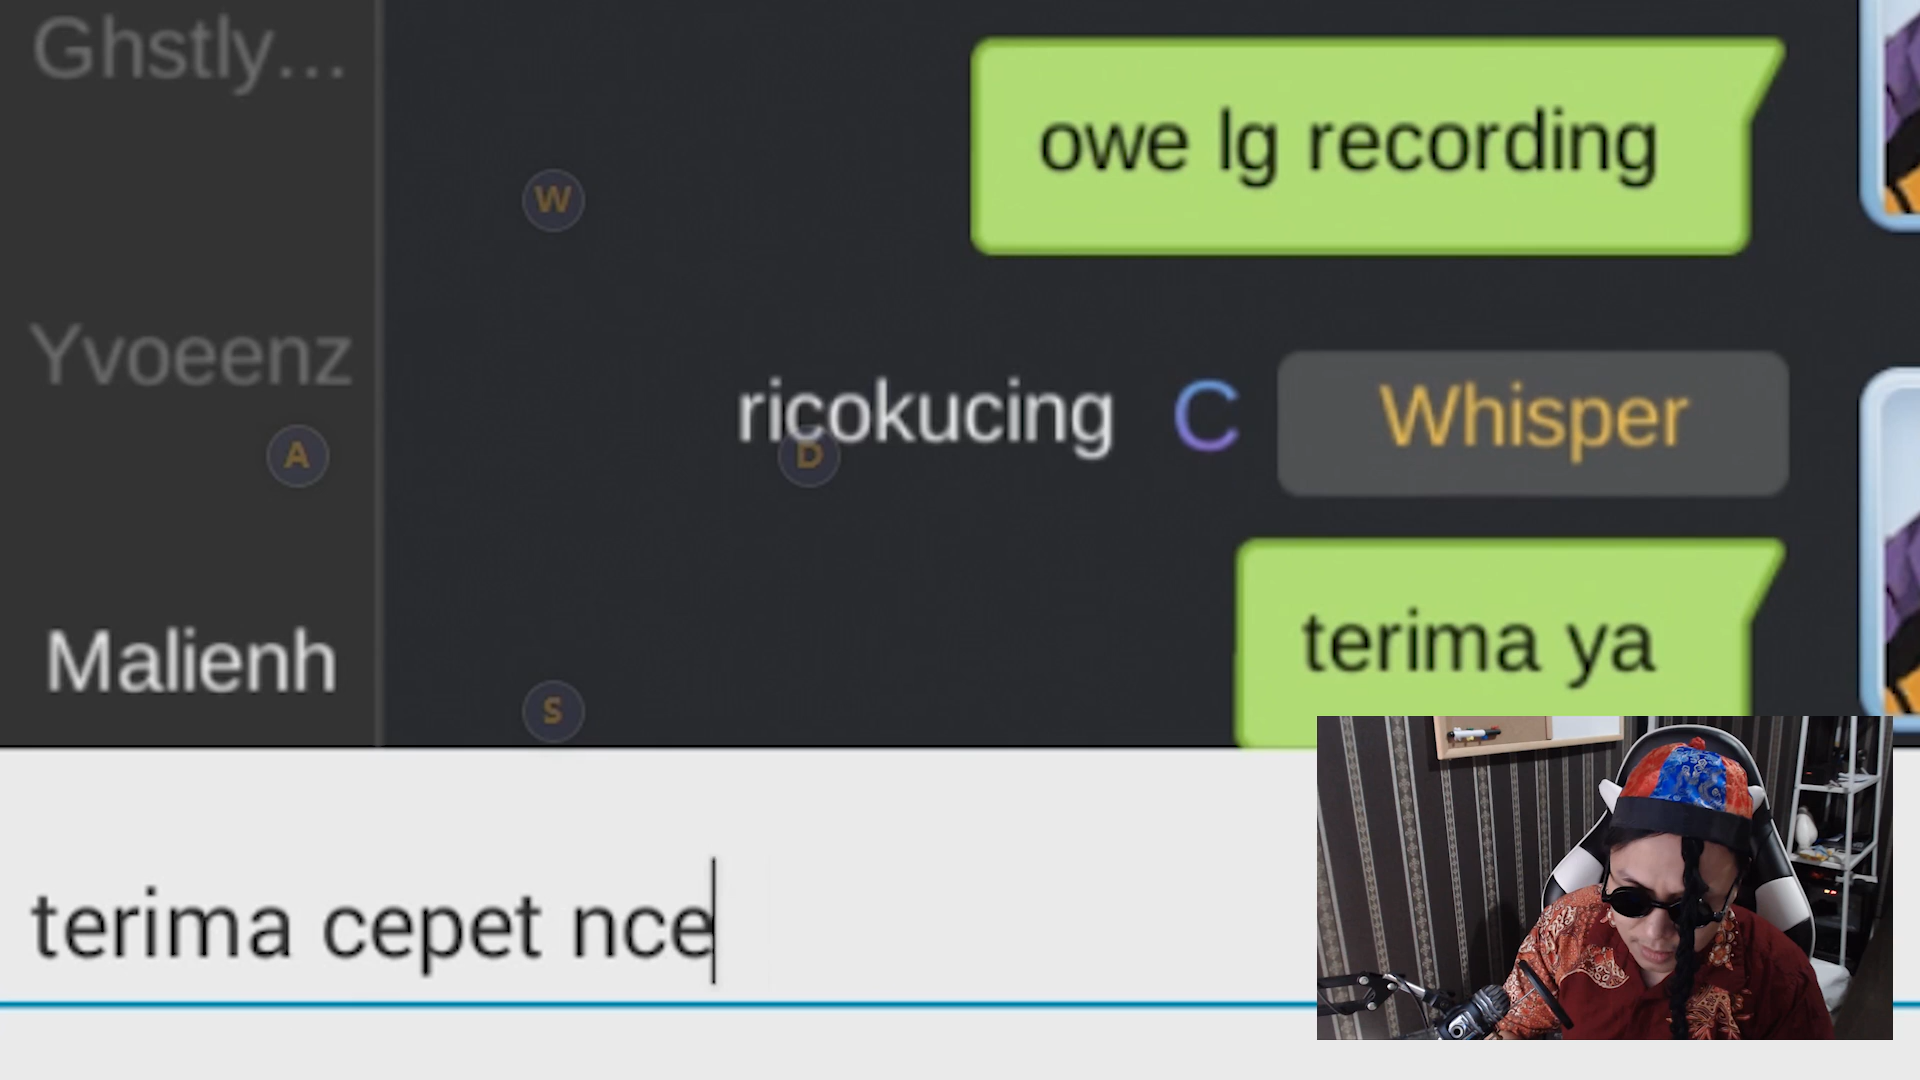 Ghstly...
owe lg recording
W
Yvoeenz
ricokucing C Whisper
A
D
terima ya
Malienh
S
terima cepet nce